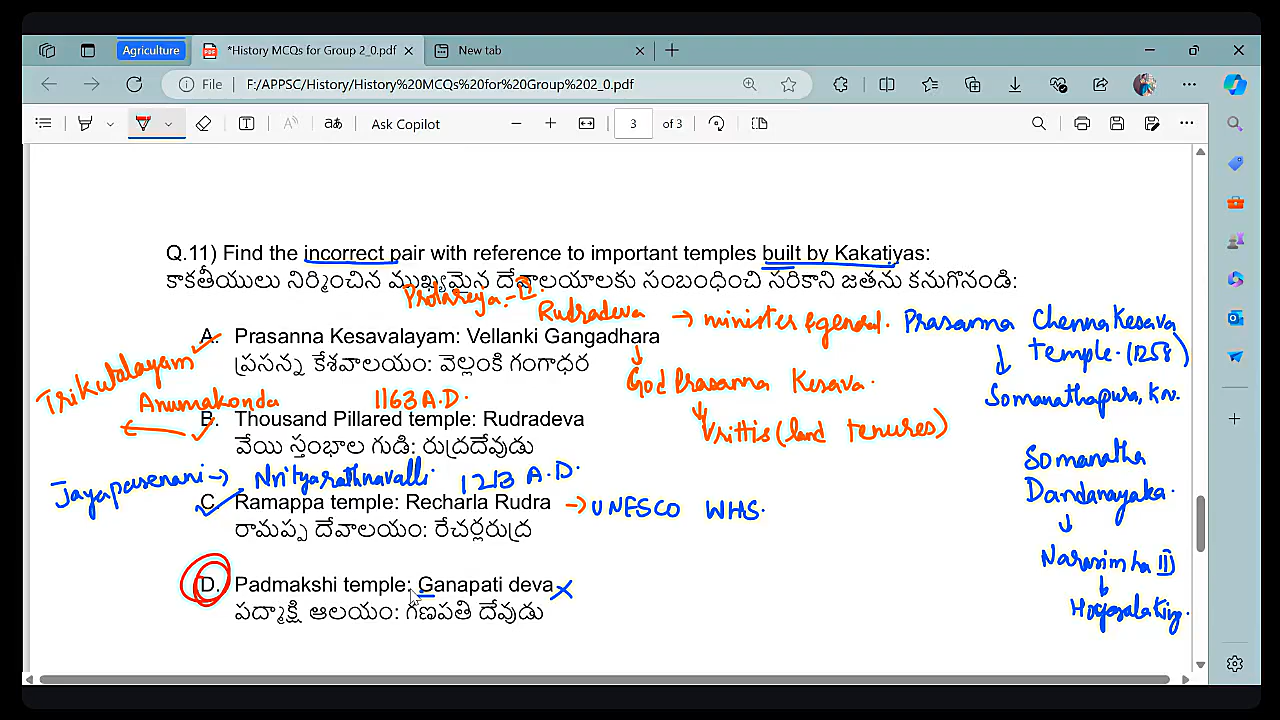 Agriculture
*History MCQs for Group 2_0.pdf
New tab
File
F:/APPSC/History/History%20MCQs%20for%20Group%202_0.pdf
Ask Copilot
3 of 3
Q.11) Find the incorrect pair with reference to important temples built by Kakatiyas:
కాకతీయులు నిర్మించిన ముఖ్యమైన దేవాలయాలకు సంబంధించి సరికాని జతను కనుగొనండి:
Prolaraya-II
Rudradeva → minister & general.
A. Prasanna Kesavalayam: Vellanki Gangadhara
ప్రసన్న కేశవాలయం: వెల్లంకి గంగాధర
God Prasanna Kesava.
Vrittis (land tenures)
Prasanna Chenna Kesava
temple. (1258)
Somanathapura, Kn.
Trikutalayam
Anumakonda
1163 A.D.
B. Thousand Pillared temple: Rudradeva
వేయి స్తంభాల గుడి: రుద్రదేవుడు
Jayapasenani → Nrityarathnavalli 1213 A.D.
C. Ramappa temple: Recharla Rudra → UNESCO WHS.
రామప్ప దేవాలయం: రేచర్లరుద్ర
Somanatha
Dandanayaka.
Narasimha III
Hoysala king.
D. Padmakshi temple: Ganapati deva X
పద్మాక్షి ఆలయం: గణపతి దేవుడు